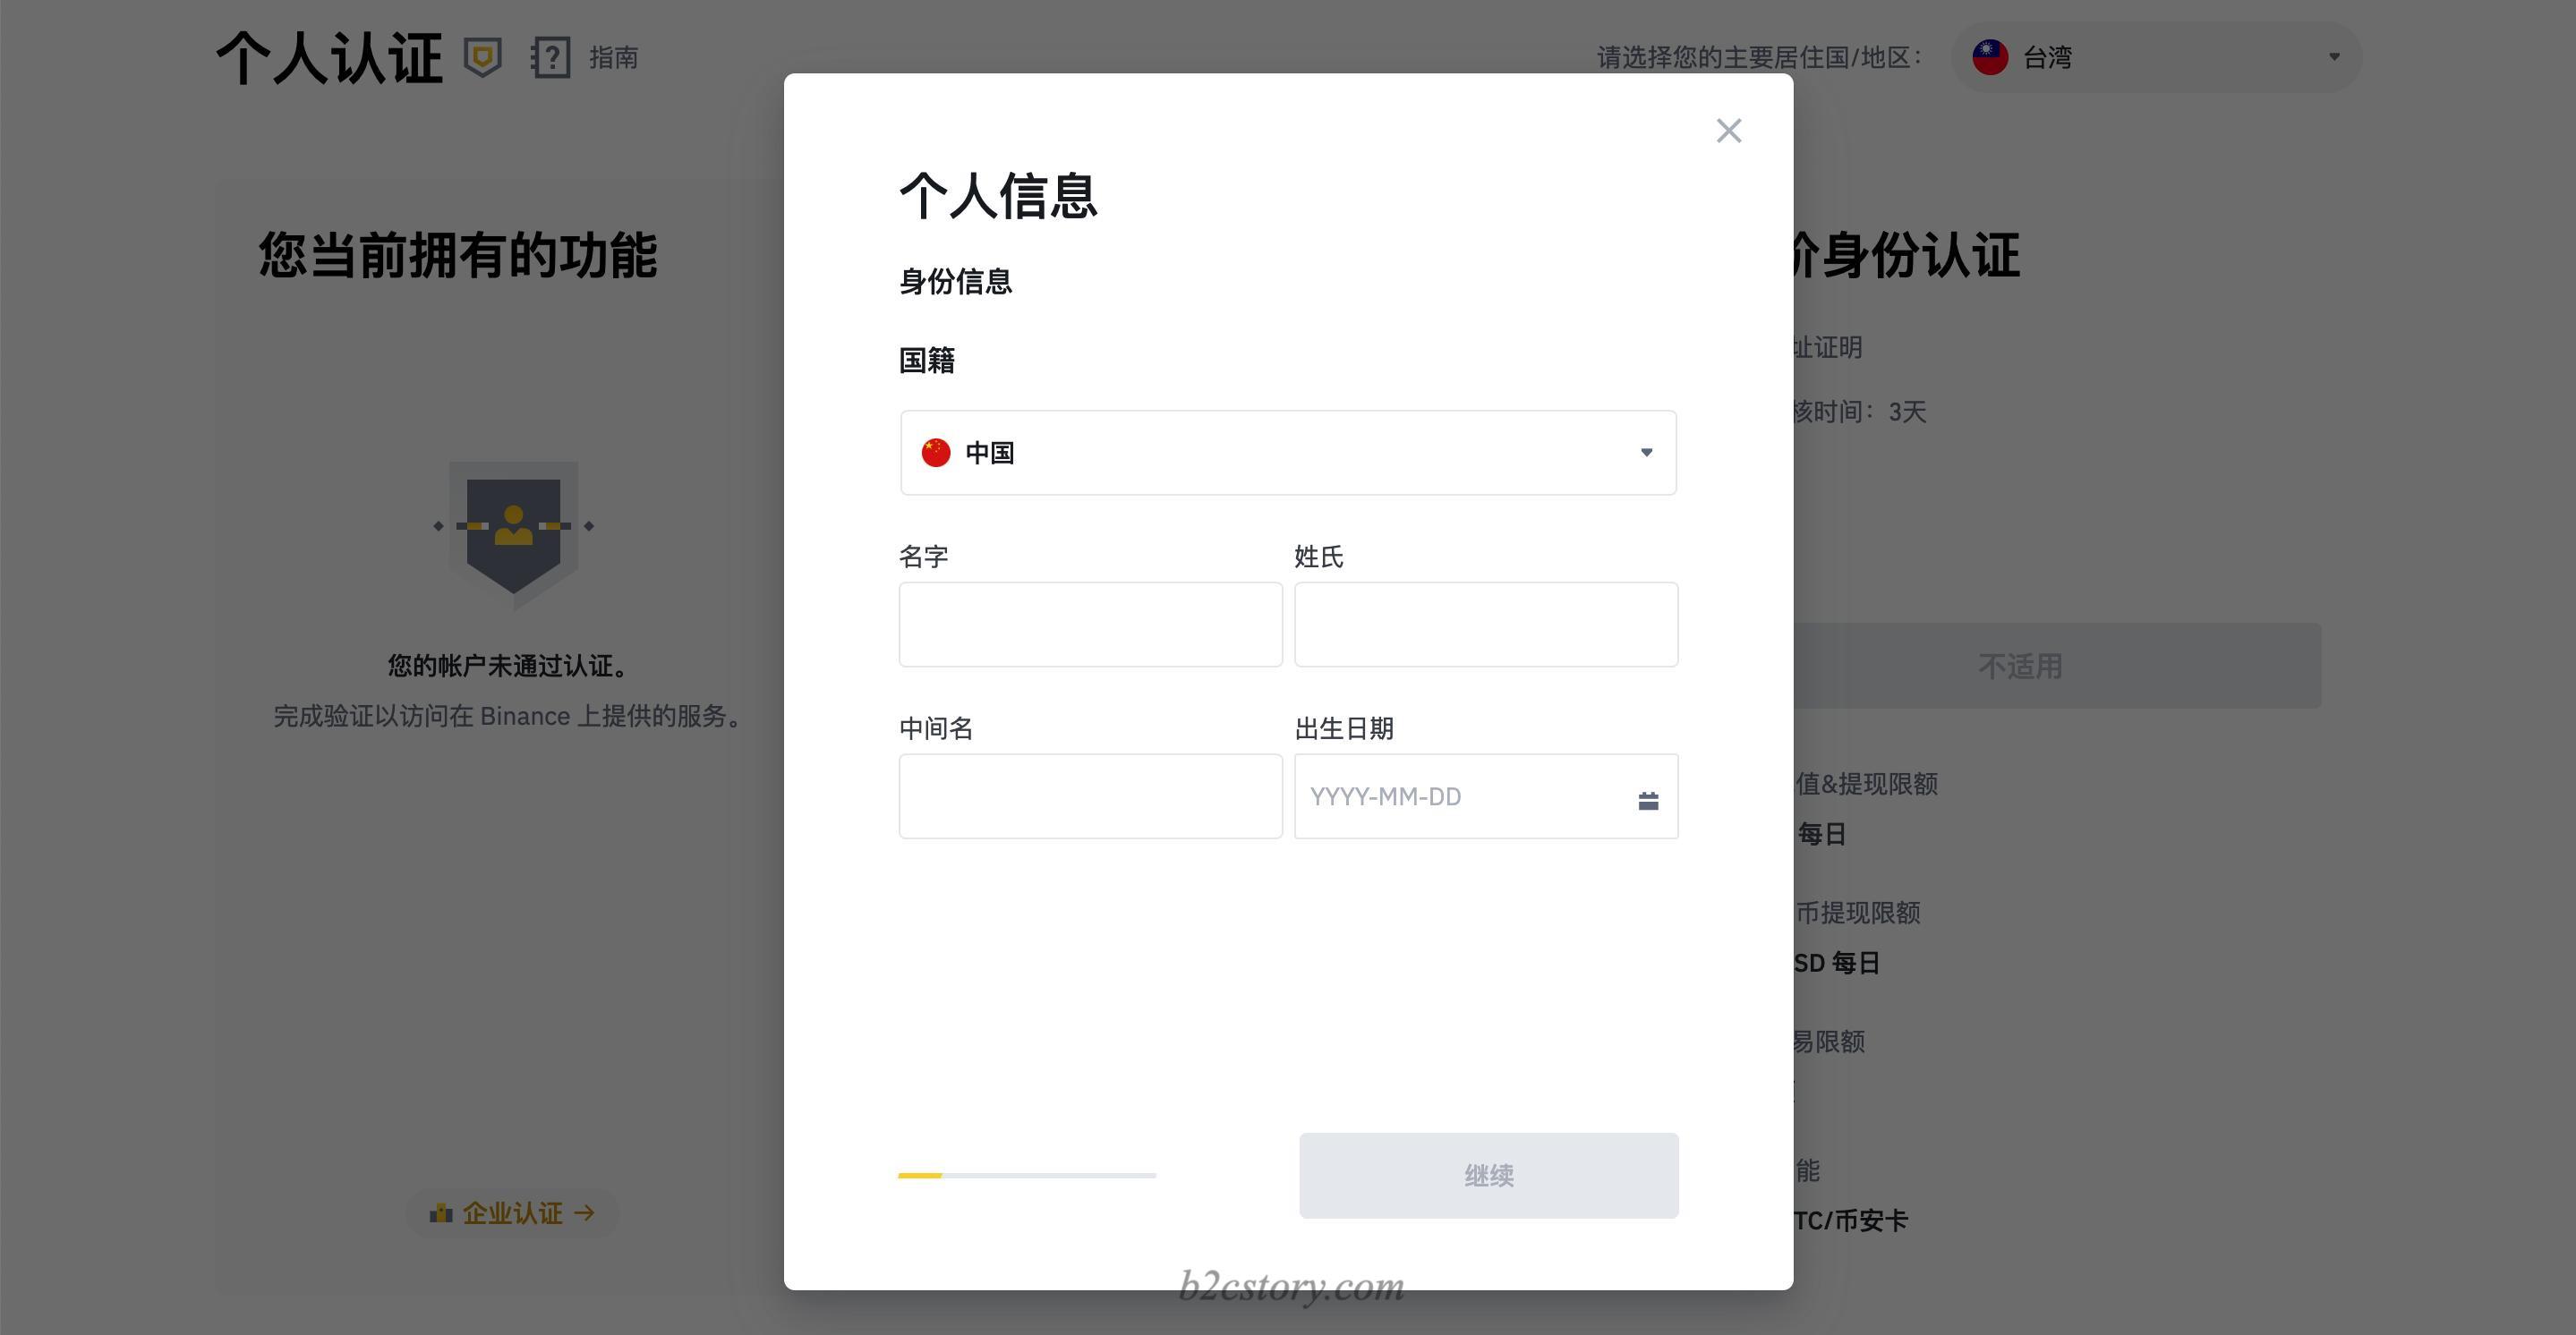 个人认证 指南
请选择您的主要居住国/地区：
台湾
您当前拥有的功能
您的帐户未通过认证。
完成验证以访问在 Binance 上提供的服务。
企业认证 →
个人信息
身份信息
国籍
中国
名字
姓氏
中间名
出生日期
YYYY-MM-DD
继续
身份认证
址证明
核时间：3天
不适用
值&提现限额
每日
币提现限额
SD 每日
易限额
能
TC/币安卡
b2cstory.com